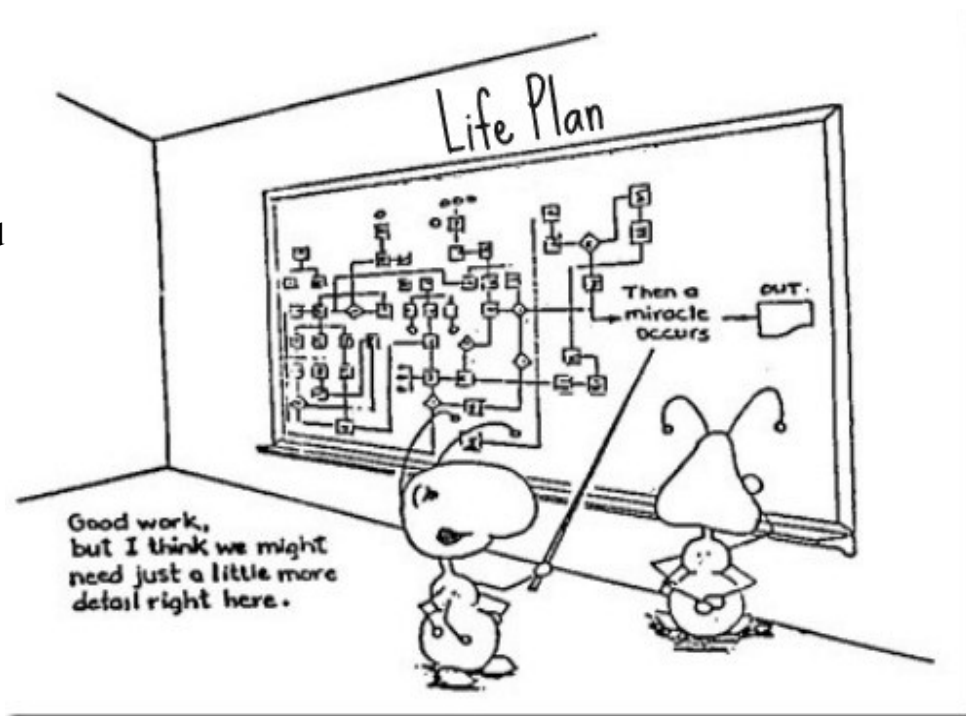 Life Plan
Then a
miracle
occurs
OUT.
Good work,
but I think we might
need just a little more
detail right here.